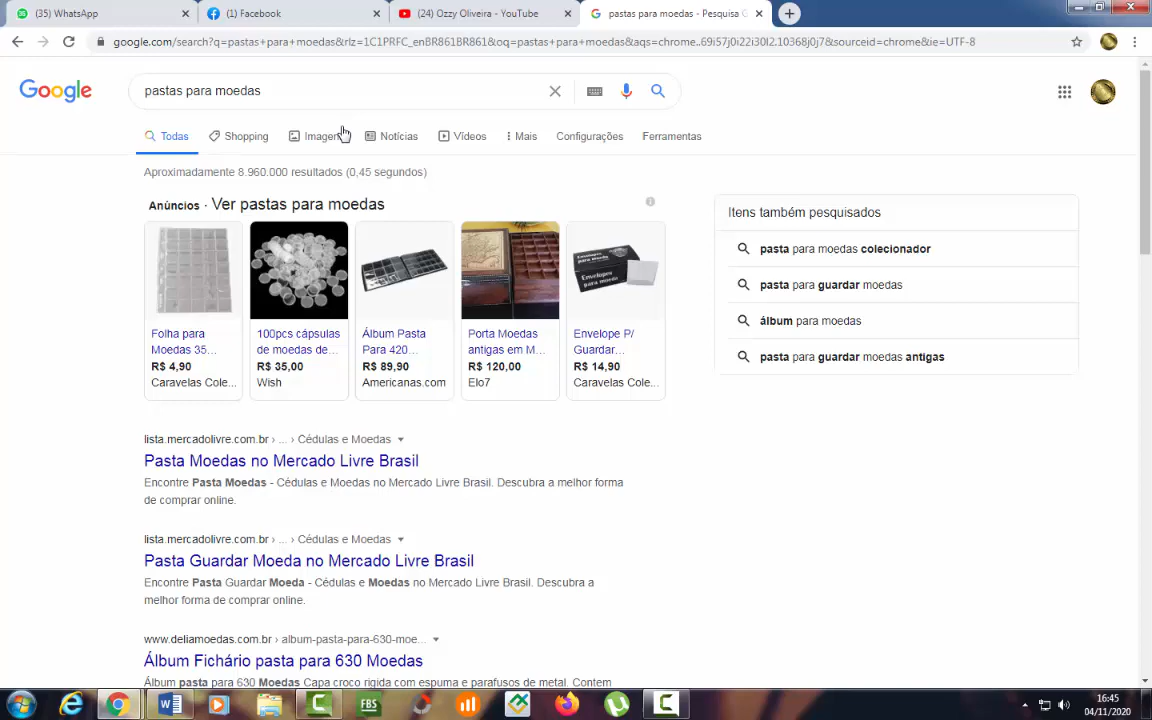 (35) WhatsApp
(1) Facebook
(24) Ozzy Oliveira - YouTube
pastas para moedas - Pesquisa G
google.com/search?q=pastas+para+moedas&rlz=1C1PRFC_enBR861BR861&oq=pastas+para+moedas&aqs=chrome..69i57j0i22i30l2.10368j0j7&sourceid=chrome&ie=UTF-8
Google
pastas para moedas
Todas
Shopping
Imagen
Notícias
Vídeos
Mais
Configurações
Ferramentas
Aproximadamente 8.960.000 resultados (0,45 segundos)
Anúncios · Ver pastas para moedas
Folha para
Moedas 35...
R$ 4,90
Caravelas Cole...
100pcs cápsulas
de moedas de...
R$ 35,00
Wish
Álbum Pasta
Para 420...
R$ 89,90
Americanas.com
Porta Moedas
antigas em M...
R$ 120,00
Elo7
Envelopes
para moeda
Envelope P/
Guardar...
R$ 14,90
Caravelas Cole...
Itens também pesquisados
pasta para moedas colecionador
pasta para guardar moedas
álbum para moedas
pasta para guardar moedas antigas
lista.mercadolivre.com.br › ... › Cédulas e Moedas
Pasta Moedas no Mercado Livre Brasil
Encontre Pasta Moedas - Cédulas e Moedas no Mercado Livre Brasil. Descubra a melhor forma
de comprar online.
lista.mercadolivre.com.br › ... › Cédulas e Moedas
Pasta Guardar Moeda no Mercado Livre Brasil
Encontre Pasta Guardar Moeda - Cédulas e Moedas no Mercado Livre Brasil. Descubra a
melhor forma de comprar online.
www.deliamoedas.com.br › album-pasta-para-630-moe...
Álbum Fichário pasta para 630 Moedas
Álbum pasta para 630 Moedas Capa croco rigida com espuma e parafusos de metal. Contem
FBS
16:45
04/11/2020